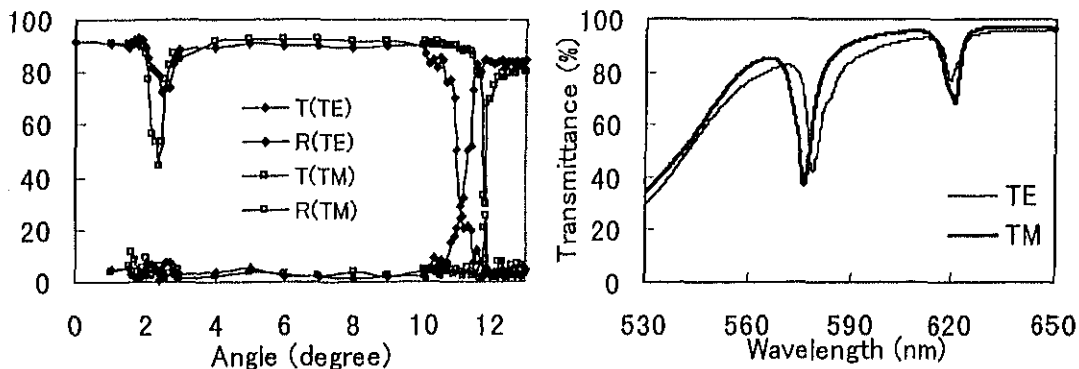 100
80
60
40
20
0
T(TE)
R(TE)
T(TM)
R(TM)
0 2 4 6 8 10 12
Angle (degree)
Transmittance (%)
100
80
60
40
20
0
TE
TM
530 560 590 620 650
Wavelength (nm)